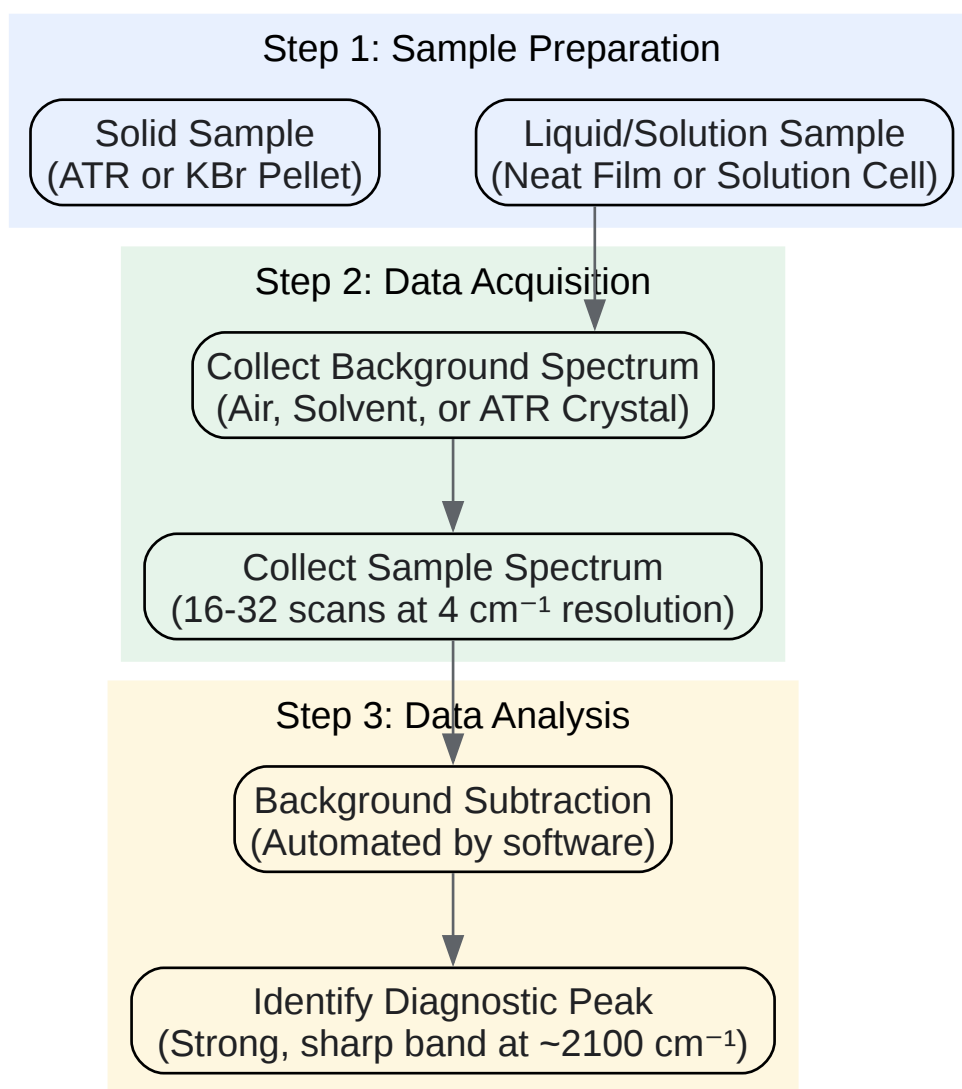 Step 1: Sample Preparation
Solid Sample
(ATR or KBr Pellet)
Liquid/Solution Sample
(Neat Film or Solution Cell)
Step 2: Data Acquisition
Collect Background Spectrum
(Air, Solvent, or ATR Crystal)
Collect Sample Spectrum
(16-32 scans at 4 cm⁻¹ resolution)
Step 3: Data Analysis
Background Subtraction
(Automated by software)
Identify Diagnostic Peak
(Strong, sharp band at ~2100 cm⁻¹)